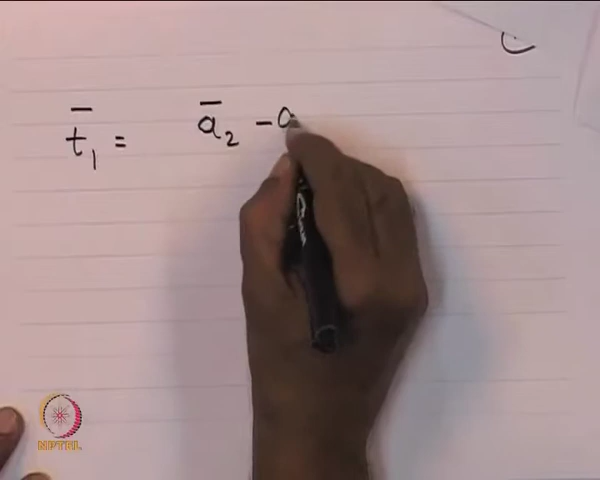 t̄₁ = ā₂ - a
NPTEL